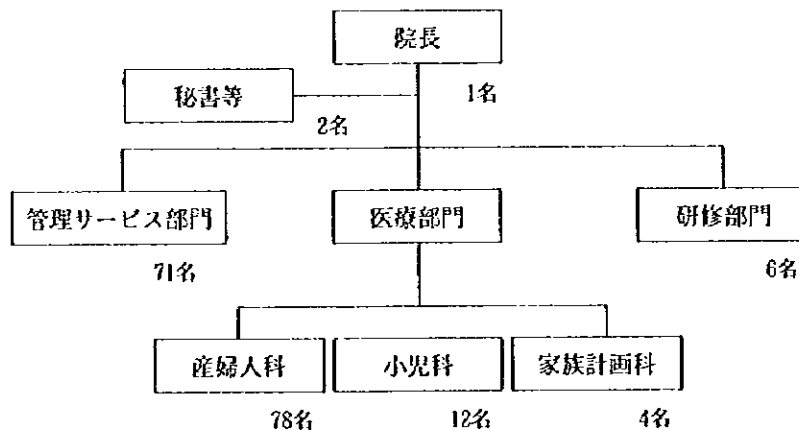 院長
1名
秘書等
2名
管理サービス部門
医療部門
研修部門
71名
6名
産婦人科
小児科
家族計画科
78名
12名
4名